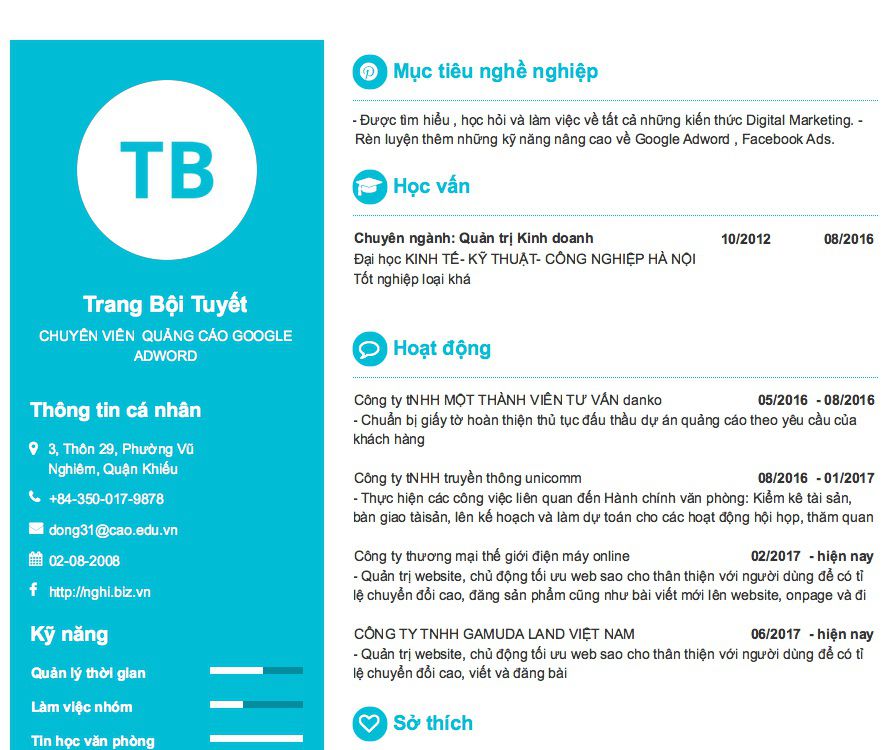 TB
Trang Bội Tuyết
CHUYÊN VIÊN QUẢNG CÁO GOOGLE
ADWORD
Thông tin cá nhân
3, Thôn 29, Phường Vũ
Nghiêm, Quận Khiếu
+84-350-017-9878
dong31@cao.edu.vn
02-08-2008
http://nghi.biz.vn
Kỹ năng
Quản lý thời gian
Làm việc nhóm
Tin học văn phòng
Mục tiêu nghề nghiệp
- Được tìm hiểu , học hỏi và làm việc về tất cả những kiến thức Digital Marketing. -
Rèn luyện thêm những kỹ năng nâng cao về Google Adword , Facebook Ads.
Học vấn
Chuyên ngành: Quản trị Kinh doanh 10/2012 08/2016
Đại học KINH TẾ- KỸ THUẬT- CÔNG NGHIỆP HÀ NỘI
Tốt nghiệp loại khá
Hoạt động
Công ty tNHH MỘT THÀNH VIÊN TƯ VẤN danko 05/2016 - 08/2016
- Chuẩn bị giấy tờ hoàn thiện thủ tục đấu thầu dự án quảng cáo theo yêu cầu của
khách hàng
Công ty tNHH truyền thông unicomm 08/2016 - 01/2017
- Thực hiện các công việc liên quan đến Hành chính văn phòng: Kiểm kê tài sản,
bàn giao tàisản, lên kế hoạch và làm dự toán cho các hoạt động hội họp, thăm quan
Công ty thương mại thế giới điện máy online 02/2017 - hiện nay
- Quản trị website, chủ động tối ưu web sao cho thân thiện với người dùng để có tỉ
lệ chuyển đổi cao, đăng sản phẩm cũng như bài viết mới lên website, onpage và đi
CÔNG TY TNHH GAMUDA LAND VIỆT NAM 06/2017 - hiện nay
- Quản trị website, chủ động tối ưu web sao cho thân thiện với người dùng để có tỉ
lệ chuyển đổi cao, viết và đăng bài
Sở thích